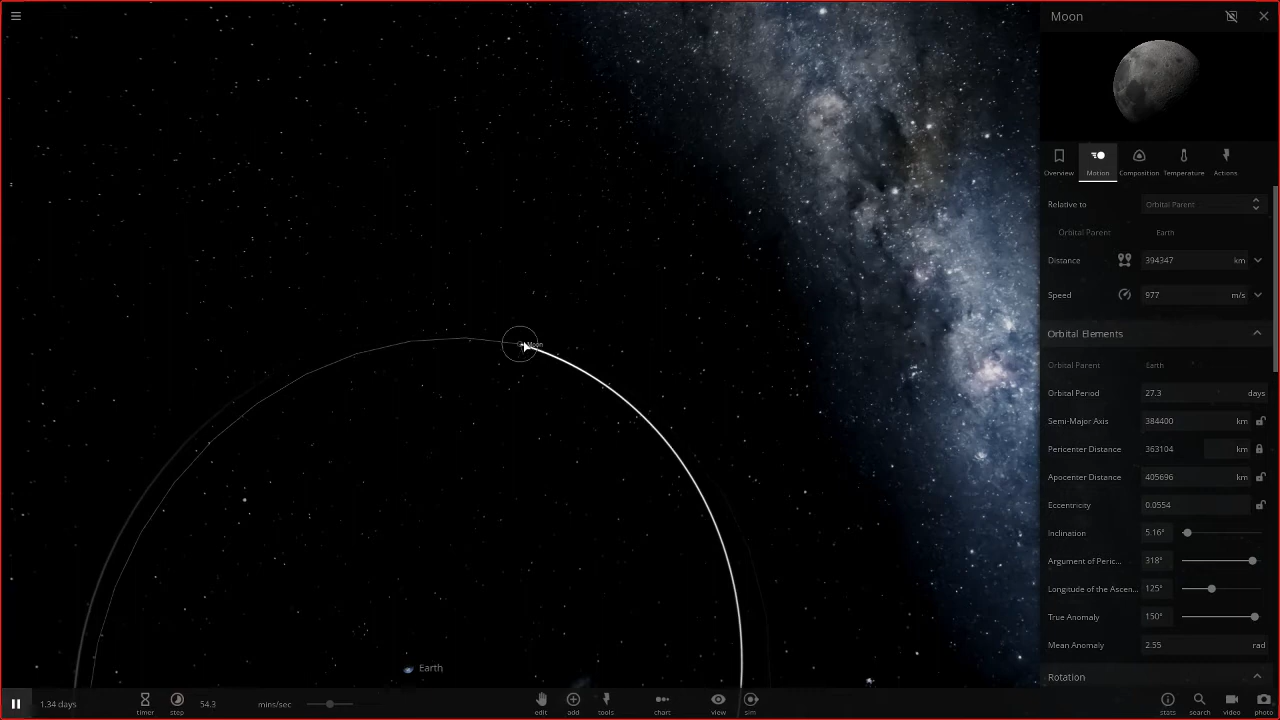 Moon
Overview Motion Composition Temperature Actions
Relative to Orbital Parent
Orbital Parent Earth
Distance 394347 km
Speed 977 m/s
Orbital Elements
Orbital Parent Earth
Orbital Period 27.3 days
Semi-Major Axis 384400 km
Pericenter Distance 363104 km
Apocenter Distance 405696 km
Eccentricity 0.0554
Inclination 5.16°
Argument of Peric... 318°
Longitude of the Ascen... 125°
True Anomaly 150°
Mean Anomaly 2.55 rad
Rotation
Moon
Earth
1.34 days timer step 54.3 mins/sec edit add tools chart view sim stats search video photo